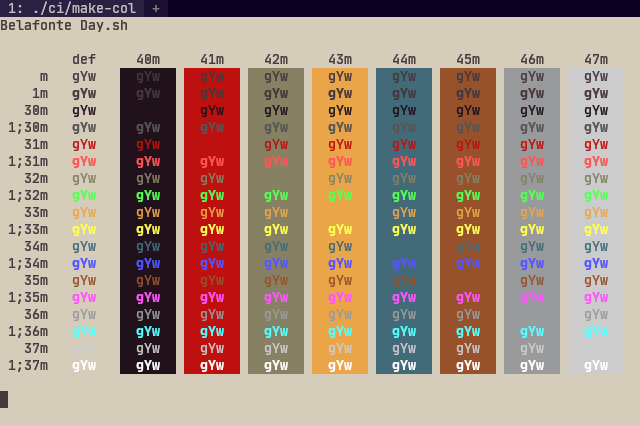 1: ./ci/make-col +
Belafonte Day.sh
def 40m 41m 42m 43m 44m 45m 46m 47m
m gYw gYw gYw gYw gYw gYw gYw gYw gYw
1m gYw gYw gYw gYw gYw gYw gYw gYw gYw
30m gYw gYw gYw gYw gYw gYw gYw gYw
1;30m gYw gYw gYw gYw gYw gYw gYw gYw gYw
31m gYw gYw gYw gYw gYw gYw gYw gYw
1;31m gYw gYw gYw gYw gYw gYw gYw gYw gYw
32m gYw gYw gYw gYw gYw gYw gYw gYw
1;32m gYw gYw gYw gYw gYw gYw gYw gYw gYw
33m gYw gYw gYw gYw gYw gYw gYw gYw
1;33m gYw gYw gYw gYw gYw gYw gYw gYw gYw
34m gYw gYw gYw gYw gYw gYw gYw gYw
1;34m gYw gYw gYw gYw gYw gYw gYw gYw gYw
35m gYw gYw gYw gYw gYw gYw gYw gYw
1;35m gYw gYw gYw gYw gYw gYw gYw gYw gYw
36m gYw gYw gYw gYw gYw gYw gYw gYw
1;36m gYw gYw gYw gYw gYw gYw gYw gYw gYw
37m gYw gYw gYw gYw gYw gYw gYw
1;37m gYw gYw gYw gYw gYw gYw gYw gYw gYw